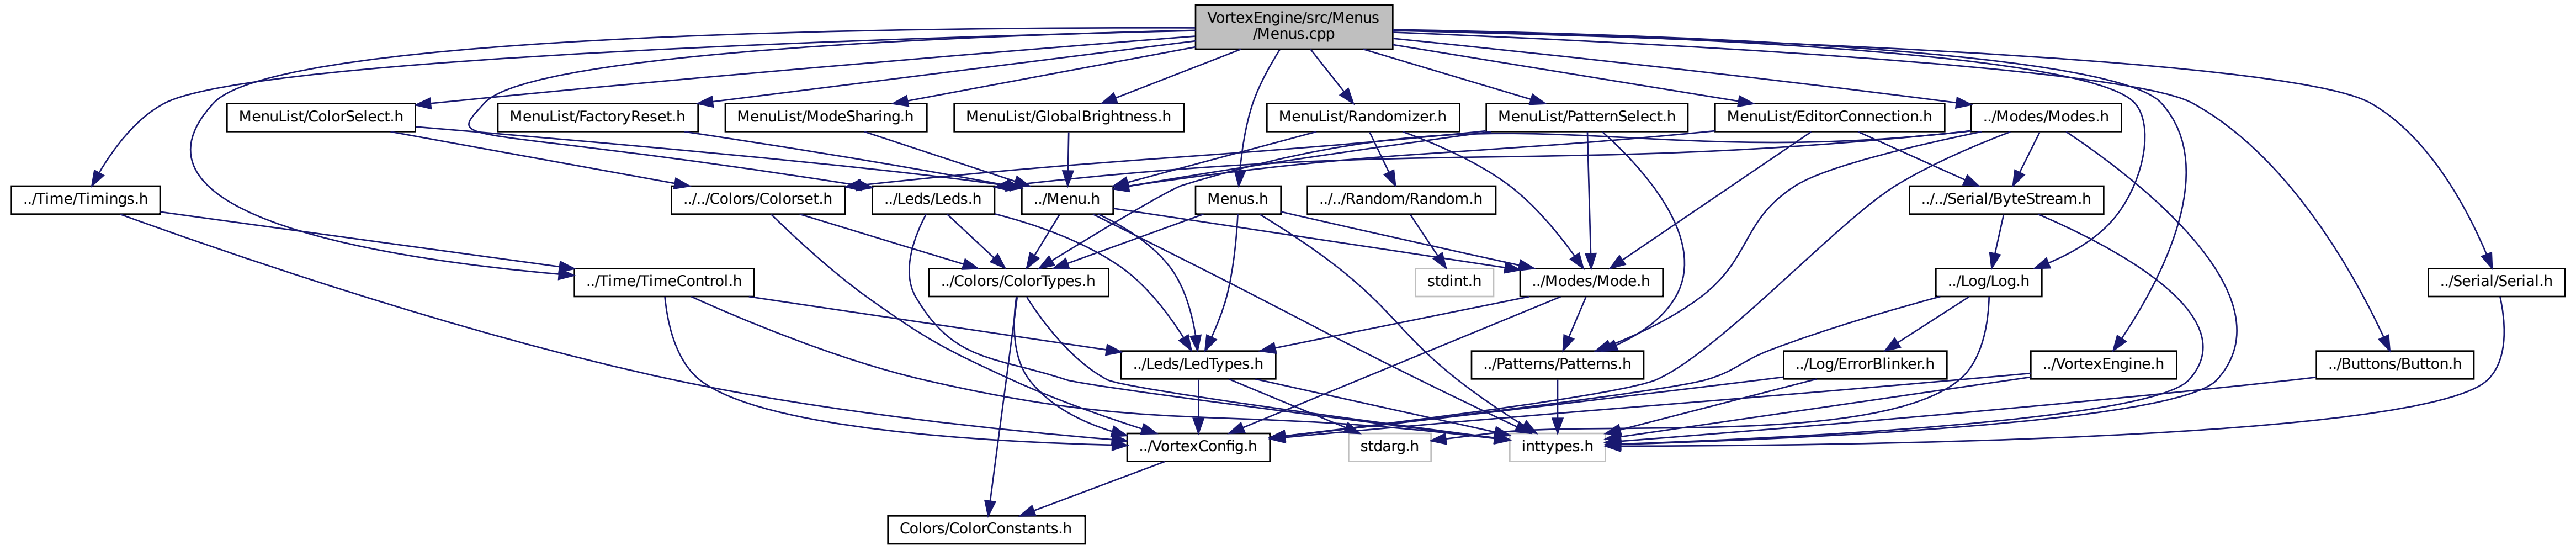 VortexEngine/src/Menus
/Menus.cpp
MenuList/ColorSelect.h
MenuList/FactoryReset.h
MenuList/ModeSharing.h
MenuList/GlobalBrightness.h
MenuList/Randomizer.h
MenuList/PatternSelect.h
MenuList/EditorConnection.h
../Modes/Modes.h
../Time/Timings.h
../../Colors/Colorset.h
../Leds/Leds.h
../Menu.h
Menus.h
../../Random/Random.h
../../Serial/ByteStream.h
../Time/TimeControl.h
../Colors/ColorTypes.h
stdint.h
../Modes/Mode.h
../Log/Log.h
../Serial/Serial.h
../Leds/LedTypes.h
../Patterns/Patterns.h
../Log/ErrorBlinker.h
../VortexEngine.h
../Buttons/Button.h
../VortexConfig.h
stdarg.h
inttypes.h
Colors/ColorConstants.h